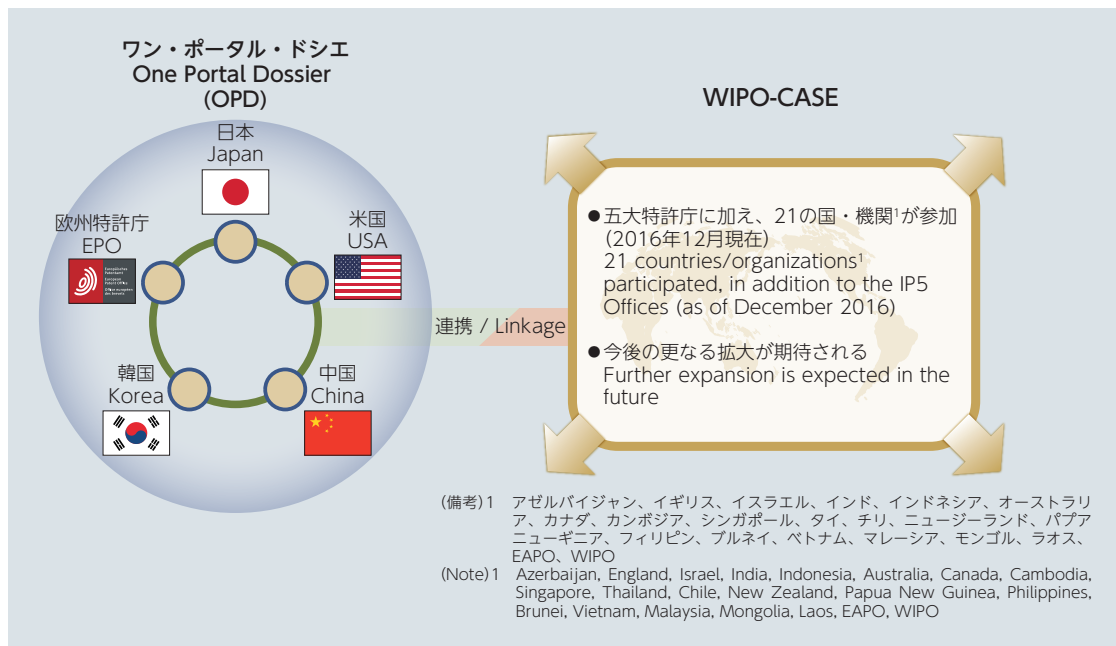 ワン・ポータル・ドシエ
One Portal Dossier
(OPD)
日本
Japan
欧州特許庁
EPO
米国
USA
韓国
Korea
中国
China
連携 / Linkage
WIPO-CASE
●五大特許庁に加え、21の国・機関¹が参加
(2016年12月現在)
21 countries/organizations¹
participated, in addition to the IP5
Offices (as of December 2016)
●今後の更なる拡大が期待される
Further expansion is expected in the
future
(備考)1 アゼルバイジャン、イギリス、イスラエル、インド、インドネシア、オーストラリ
ア、カナダ、カンボジア、シンガポール、タイ、チリ、ニュージーランド、パプア
ニューギニア、フィリピン、ブルネイ、ベトナム、マレーシア、モンゴル、ラオス、
EAPO、WIPO
(Note)1 Azerbaijan, England, Israel, India, Indonesia, Australia, Canada, Cambodia,
Singapore, Thailand, Chile, New Zealand, Papua New Guinea, Philippines,
Brunei, Vietnam, Malaysia, Mongolia, Laos, EAPO, WIPO